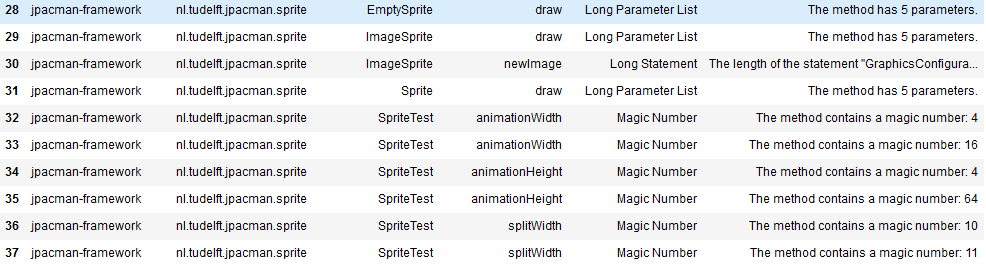 28 jpacman-framework nl.tudelft.jpacman.sprite EmptySprite draw Long Parameter List The method has 5 parameters.
29 jpacman-framework nl.tudelft.jpacman.sprite ImageSprite draw Long Parameter List The method has 5 parameters.
30 jpacman-framework nl.tudelft.jpacman.sprite ImageSprite newImage Long Statement The length of the statement "GraphicsConfigura...
31 jpacman-framework nl.tudelft.jpacman.sprite Sprite draw Long Parameter List The method has 5 parameters.
32 jpacman-framework nl.tudelft.jpacman.sprite SpriteTest animationWidth Magic Number The method contains a magic number: 4
33 jpacman-framework nl.tudelft.jpacman.sprite SpriteTest animationWidth Magic Number The method contains a magic number: 16
34 jpacman-framework nl.tudelft.jpacman.sprite SpriteTest animationHeight Magic Number The method contains a magic number: 4
35 jpacman-framework nl.tudelft.jpacman.sprite SpriteTest animationHeight Magic Number The method contains a magic number: 64
36 jpacman-framework nl.tudelft.jpacman.sprite SpriteTest splitWidth Magic Number The method contains a magic number: 10
37 jpacman-framework nl.tudelft.jpacman.sprite SpriteTest splitWidth Magic Number The method contains a magic number: 11